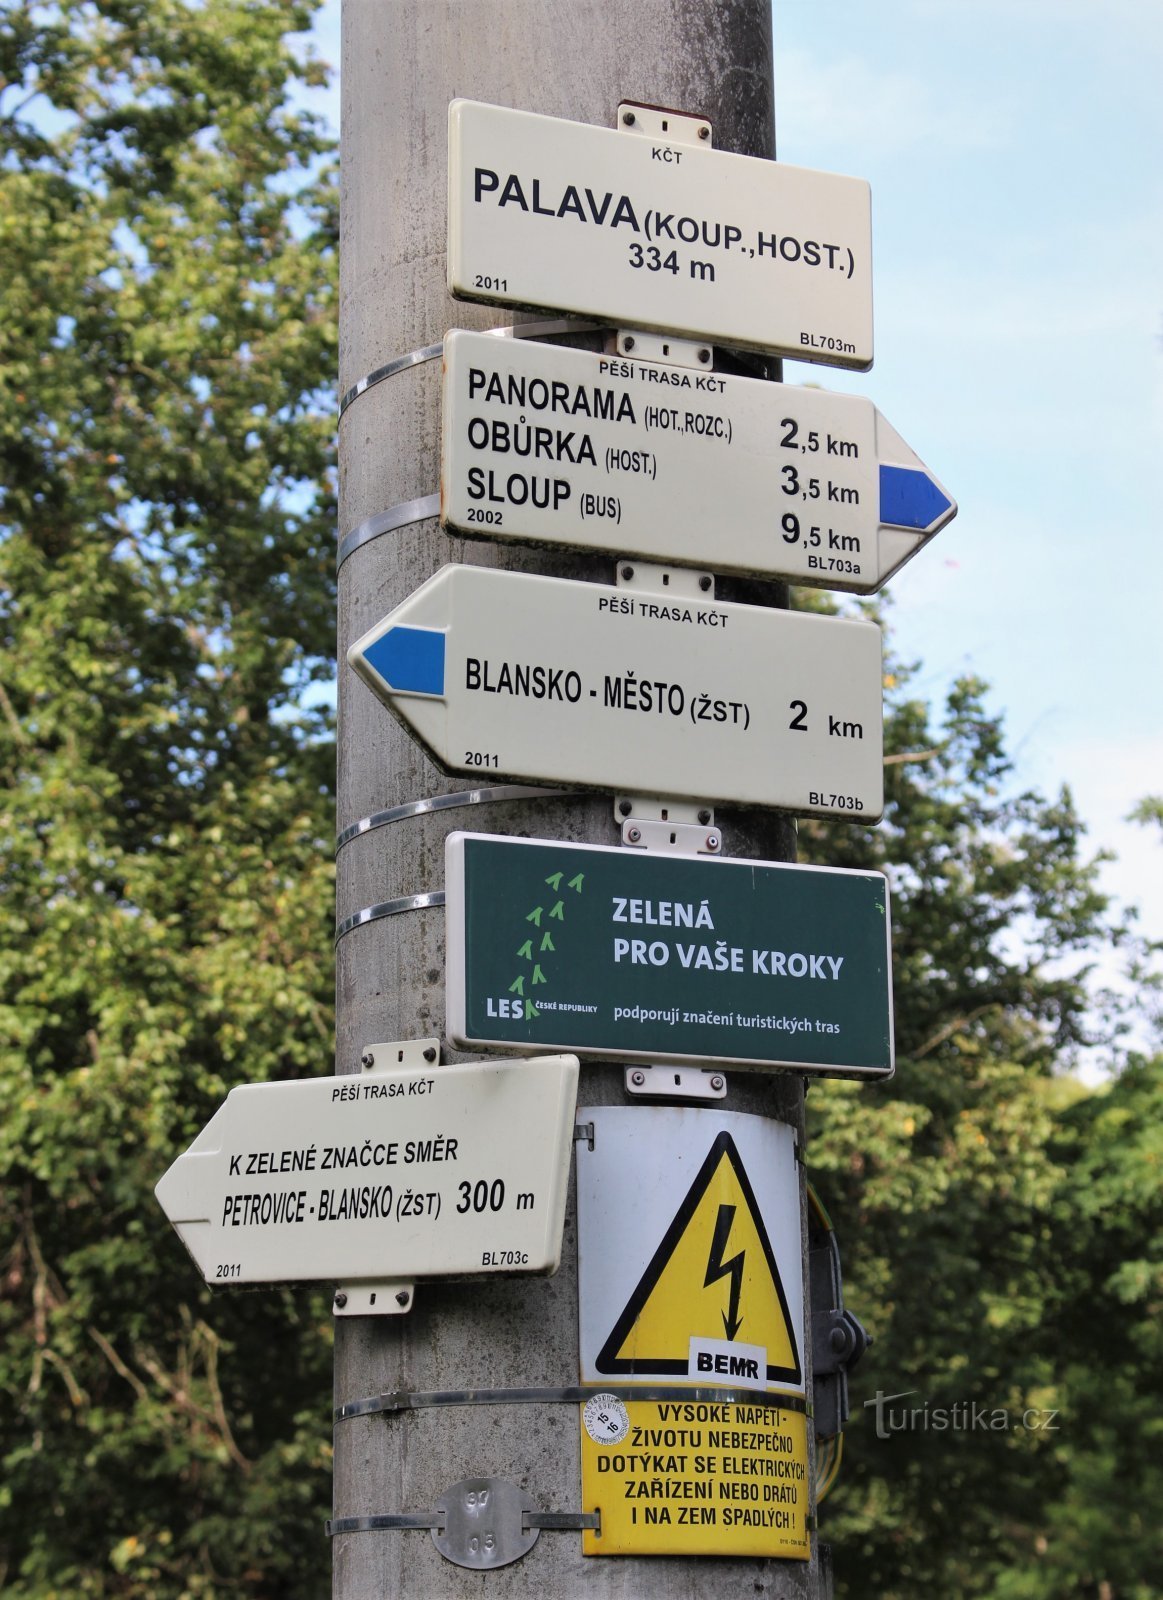 KČT
PALAVA (KOUP.,HOST.)
334 m
2011
BL703m
PĚŠÍ TRASA KČT
PANORAMA (HOT.,ROZC.) 2,5 km
OBŮRKA (HOST.) 3,5 km
SLOUP (BUS) 9,5 km
2002
BL703a
PĚŠÍ TRASA KČT
BLANSKO - MĚSTO (ŽST) 2 km
2011
BL703b
ZELENÁ
PRO VAŠE KROKY
LESY ČESKÉ REPUBLIKY
podporují značení turistických tras
PĚŠÍ TRASA KČT
K ZELENÉ ZNAČCE SMĚR
PETROVICE - BLANSKO (ŽST) 300 m
2011
BL703c
BEMR
15
16
VYSOKÉ NAPĚTÍ -
ŽIVOTU NEBEZPEČNO
DOTÝKAT SE ELEKTRICKÝCH
ZAŘÍZENÍ NEBO DRÁTŮ
I NA ZEM SPADLÝCH !
Turistika.cz